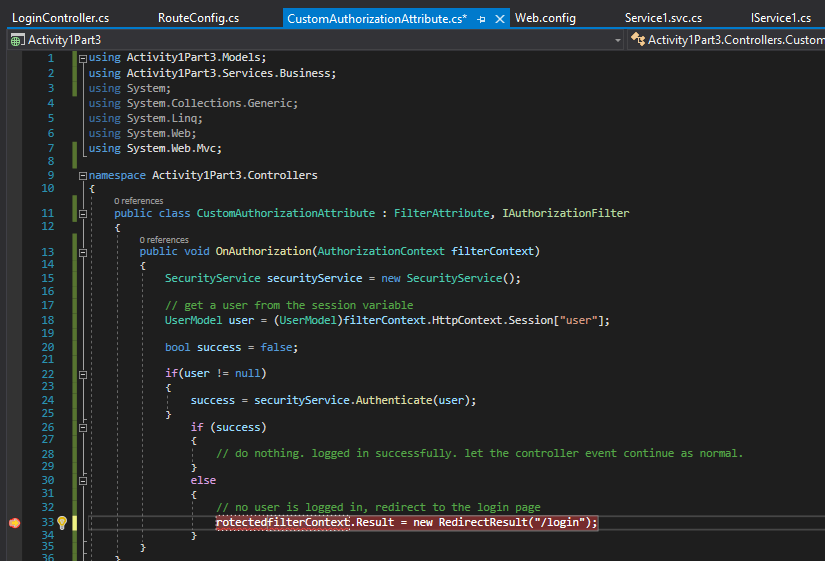 LoginController.cs RouteConfig.cs CustomAuthorizationAttribute.cs* Web.config Service1.svc.cs IService1.cs
Activity1Part3 Activity1Part3.Controllers.Custom
1 using Activity1Part3.Models;
2 using Activity1Part3.Services.Business;
3 using System;
4 using System.Collections.Generic;
5 using System.Linq;
6 using System.Web;
7 using System.Web.Mvc;
8
9 namespace Activity1Part3.Controllers
10 {
0 references
11 public class CustomAuthorizationAttribute : FilterAttribute, IAuthorizationFilter
12 {
0 references
13 public void OnAuthorization(AuthorizationContext filterContext)
14 {
15 SecurityService securityService = new SecurityService();
16
17 // get a user from the session variable
18 UserModel user = (UserModel)filterContext.HttpContext.Session["user"];
19
20 bool success = false;
21
22 if(user != null)
23 {
24 success = securityService.Authenticate(user);
25 }
26 if (success)
27 {
28 // do nothing. logged in successfully. let the controller event continue as normal.
29 }
30 else
31 {
32 // no user is logged in, redirect to the login page
33 rotectedfilterContext.Result = new RedirectResult("/login");
34 }
35 }
36 }